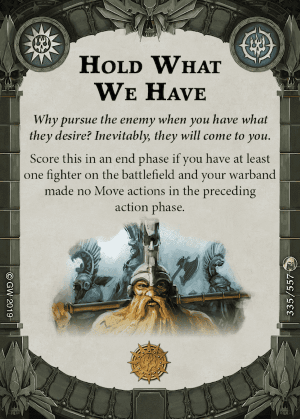 HOLD WHAT
WE HAVE
Why pursue the enemy when you have what
they desire? Inevitably, they will come to you.
Score this in an end phase if you have at least
one fighter on the battlefield and your warband
made no Move actions in the preceding
action phase.
© GW 2019
335/557